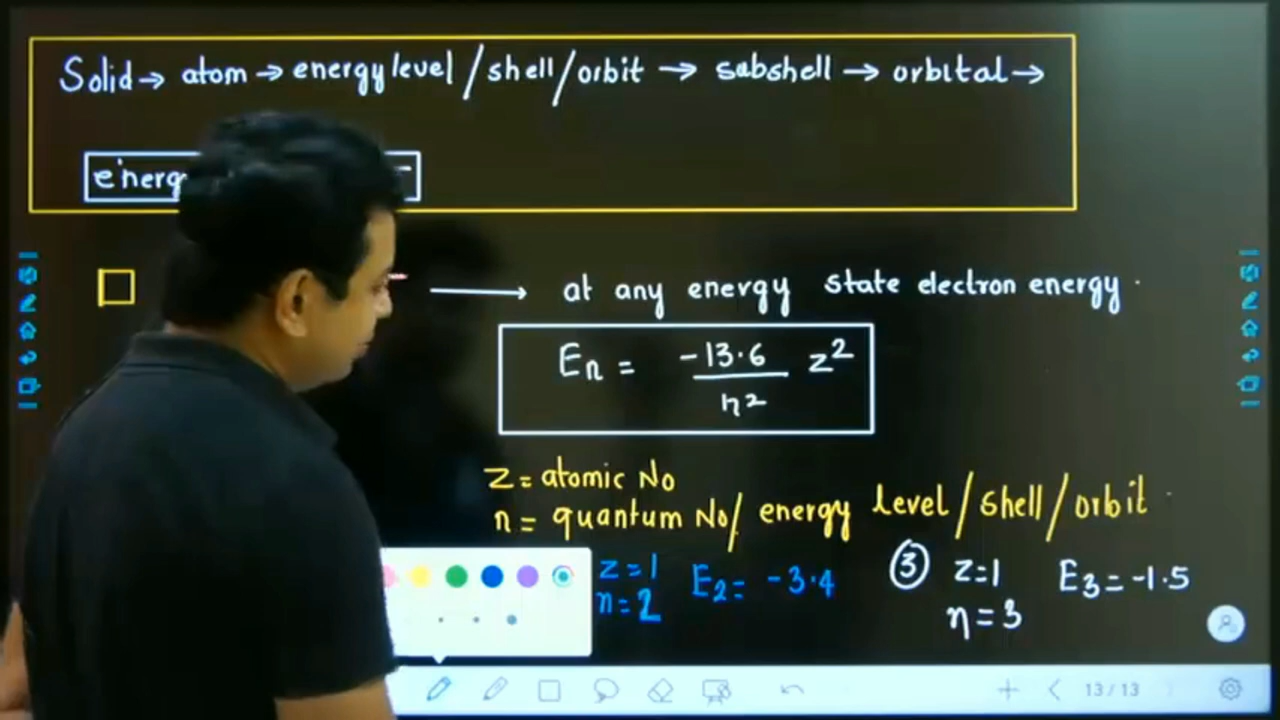 Solid → atom → energy level / shell / orbit → subshell → orbital →
→ at any energy state electron energy.
En = -13.6 / n² z²
z = atomic No
n = quantum No/ energy level / shell / orbit
z=1 E2= -3.4 ③ z=1 E3=-1.5
n=2 n=3
13/13